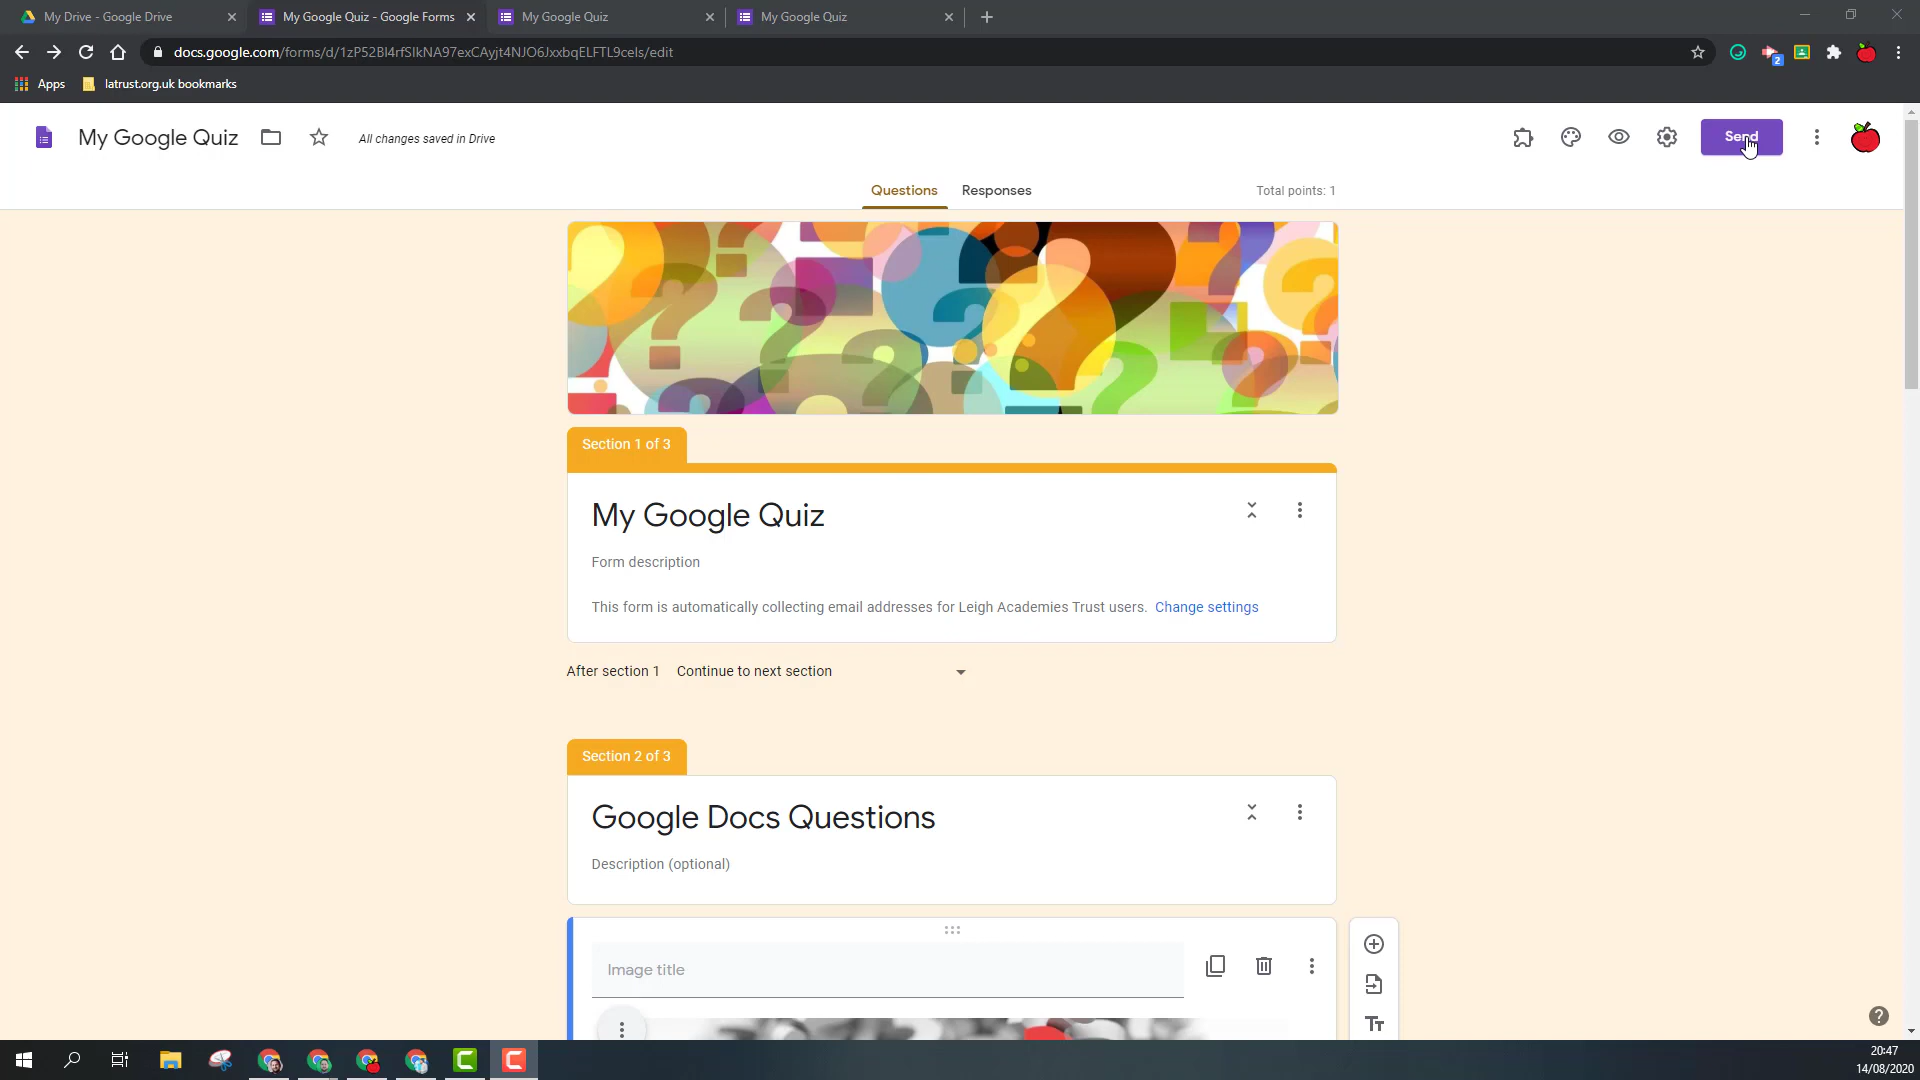 My Drive - Google Drive
My Google Quiz - Google Forms
My Google Quiz
My Google Quiz
docs.google.com/forms/d/1zP52Bl4rfSIkNA97exCAyjt4NJO6JxxbqELFTL9cels/edit
2
Apps
latrust.org.uk bookmarks
My Google Quiz
All changes saved in Drive
Send
Questions
Responses
Total points: 1
Section 1 of 3
My Google Quiz
Form description
This form is automatically collecting email addresses for Leigh Academies Trust users. Change settings
After section 1 Continue to next section
Section 2 of 3
Google Docs Questions
Description (optional)
Image title
Tт
20:47
14/08/2020